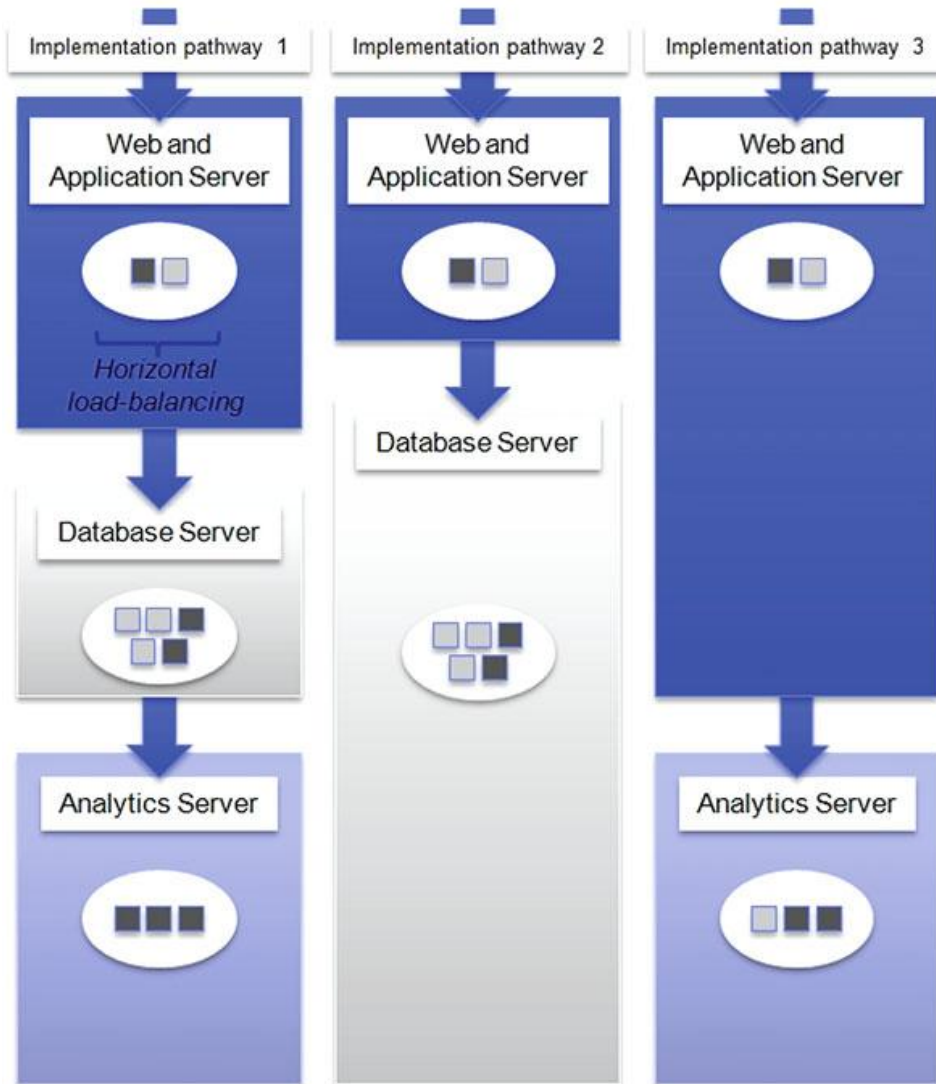 Implementation pathway 1
Web and
Application Server
Horizontal
load-balancing
Database Server
Analytics Server
Implementation pathway 2
Web and
Application Server
Database Server
Implementation pathway 3
Web and
Application Server
Analytics Server